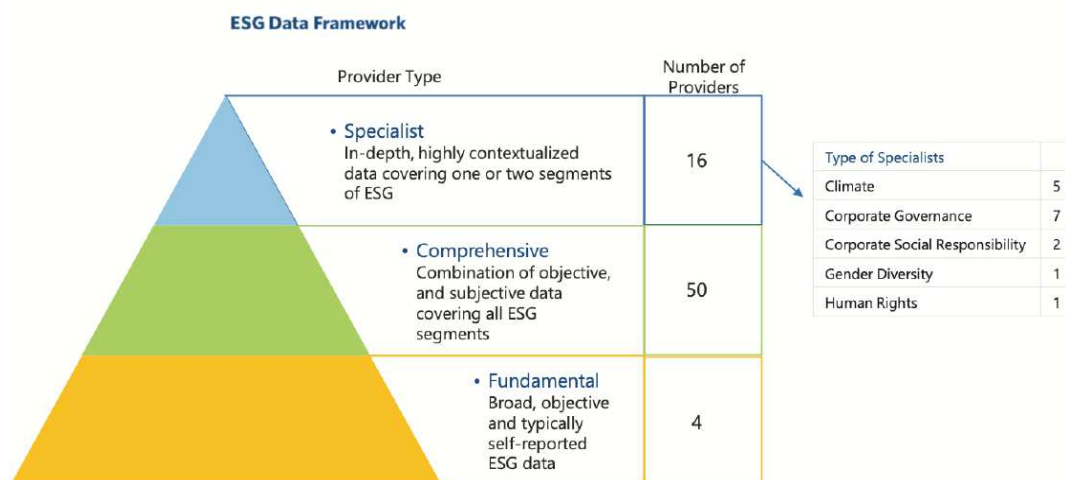 ESG Data Framework
Provider Type
Number of
Providers
• Specialist
In-depth, highly contextualized
data covering one or two segments
of ESG
16
• Comprehensive
Combination of objective,
and subjective data
covering all ESG
segments
50
• Fundamental
Broad, objective
and typically
self-reported
ESG data
4
Type of Specialists
Climate 5
Corporate Governance 7
Corporate Social Responsibility 2
Gender Diversity 1
Human Rights 1